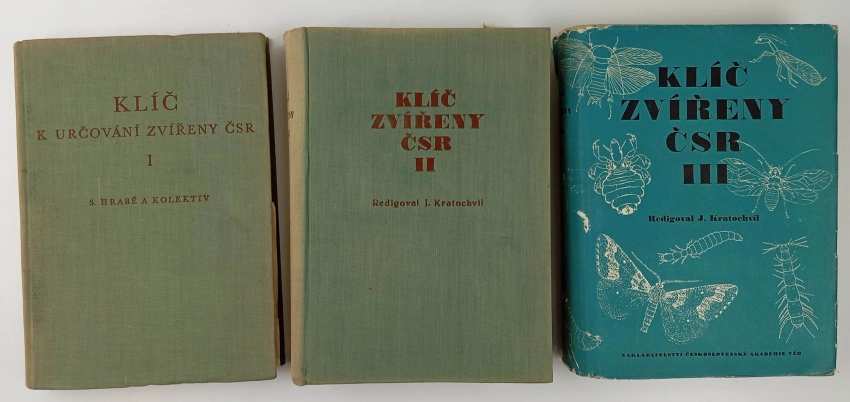 KLÍČ
K URČOVÁNÍ ZVÍŘENY ČSR
I
S. HRABĚ A KOLEKTIV
KLÍČ
ZVÍŘENY
ČSR
II
Redigoval J. Kratochvíl
KLÍČ
ZVÍŘENY
ČSR
III
Redigoval J. Kratochvíl
NAKLADATELSTVÍ ČESKOSLOVENSKÉ AKADEMIE VĚD